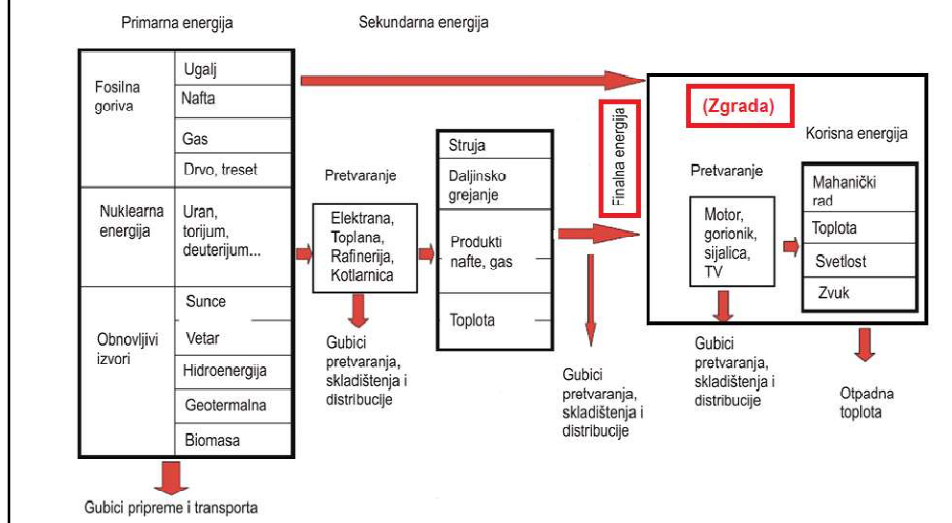 Primarna energija
Sekundarna energija
Fosilna
goriva
Ugalj
Nafta
Gas
Drvo, treset
Nuklearna
energija
Uran,
torijum,
deuterijum...
Obnovljivi
izvori
Sunce
Vetar
Hidroenergija
Geotermalna
Biomasa
Gubici pripreme i transporta
Pretvaranje
Elektrana,
Toplana,
Rafinerija,
Kotlarnica
Gubici
pretvaranja,
skladištenja i
distribucije
Struja
Daljinsko
grejanje
Produkti
nafte, gas
Toplota
Finalna energija
Gubici
pretvaranja,
skladištenja i
distribucije
(Zgrada)
Korisna energija
Pretvaranje
Motor,
gorionik,
sijalica,
TV
Mahanički
rad
Toplota
Svetlost
Zvuk
Gubici
pretvaranja,
skladištenja i
distribucije
Otpadna
toplota